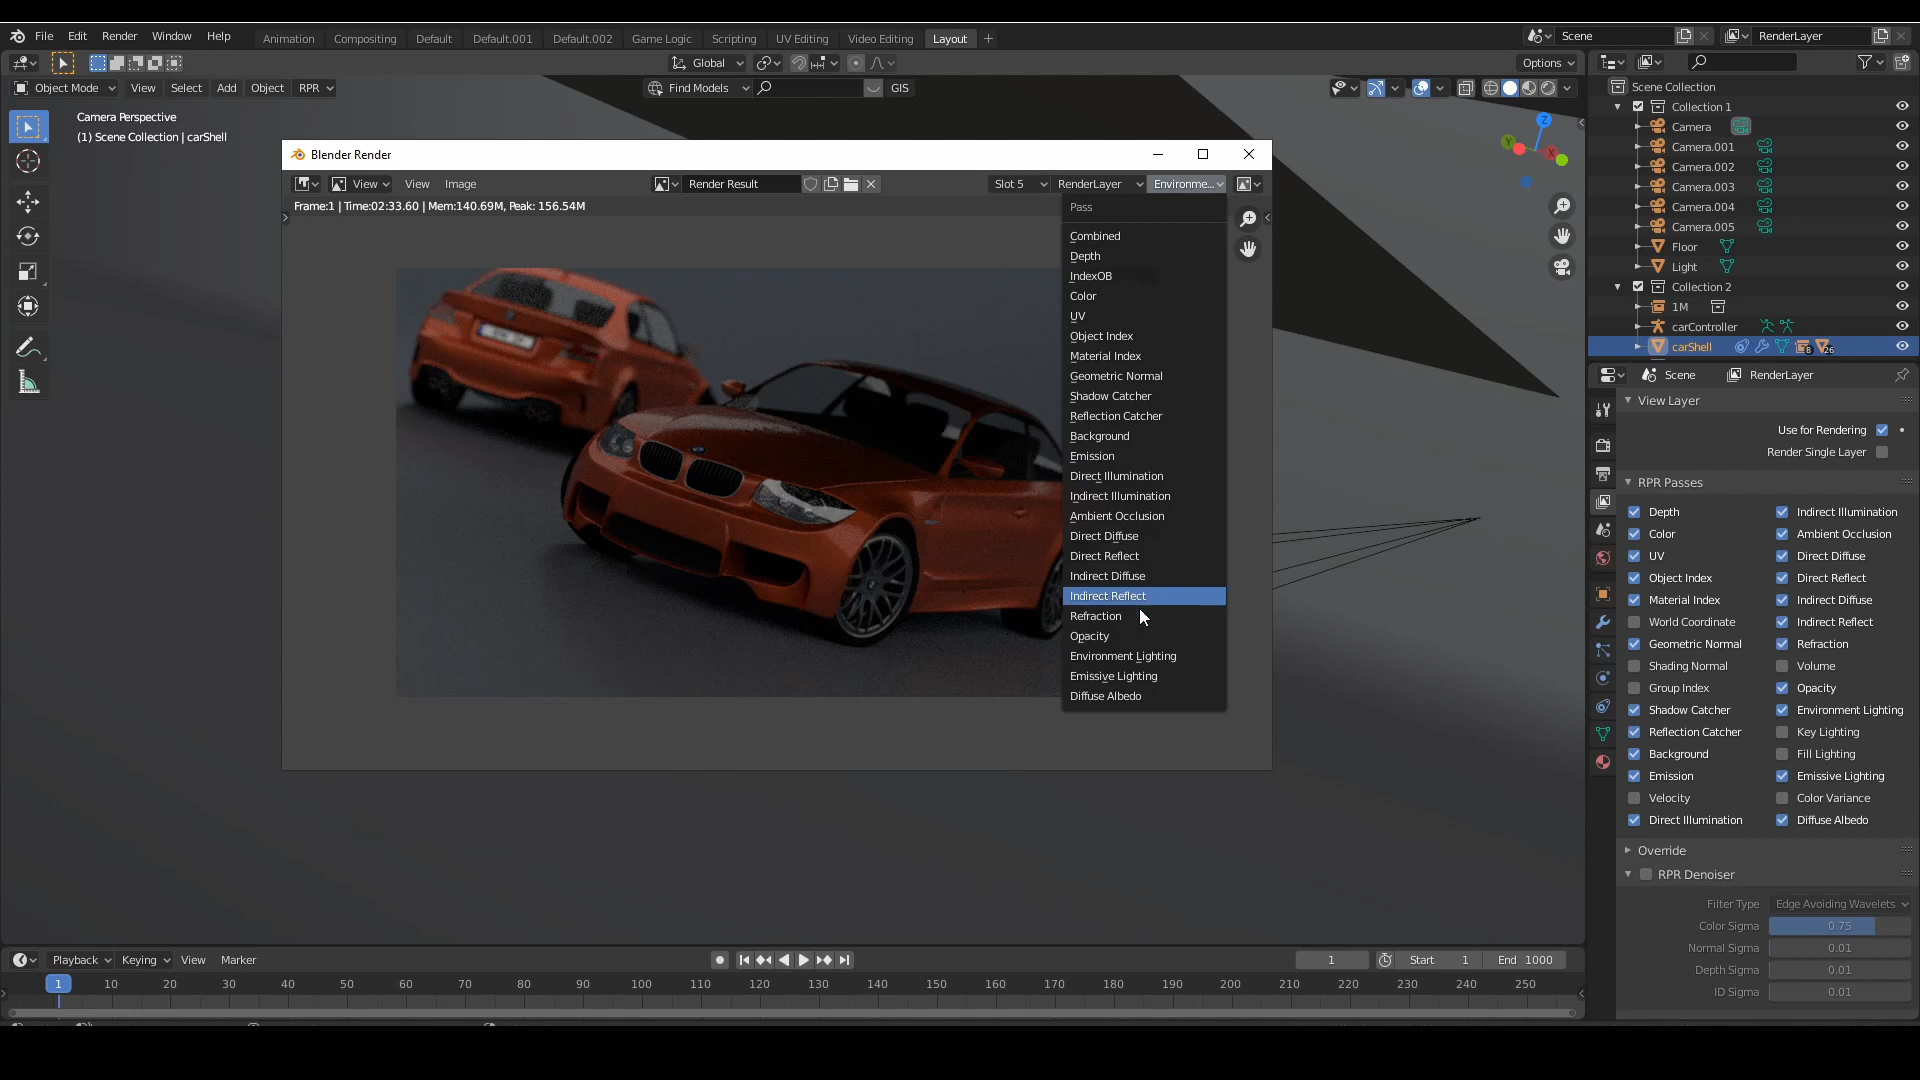 File Edit Render Window Help Animation Compositing Default Default.001 Default.002 Game Logic Scripting UV Editing Video Editing Layout Scene RenderLayer
Global Options
Object Mode View Select Add Object RPR Find Models GIS
Camera Perspective
(1) Scene Collection | carShell
Z
Y
X
Blender Render
View View Image Render Result Slot 5 RenderLayer Environme...
Frame:1 | Time:02:33.60 | Mem:140.69M, Peak: 156.54M
Pass
Combined
Depth
IndexOB
Color
UV
Object Index
Material Index
Geometric Normal
Shadow Catcher
Reflection Catcher
Background
Emission
Direct Illumination
Indirect Illumination
Ambient Occlusion
Direct Diffuse
Direct Reflect
Indirect Diffuse
Indirect Reflect
Refraction
Opacity
Environment Lighting
Emissive Lighting
Diffuse Albedo
Scene Collection
Collection 1
Camera
Camera.001
Camera.002
Camera.003
Camera.004
Camera.005
Floor
Light
Collection 2
1M
carController
carShell 8 26
Scene RenderLayer
View Layer
Use for Rendering
Render Single Layer
RPR Passes
Depth Indirect Illumination
Color Ambient Occlusion
UV Direct Diffuse
Object Index Direct Reflect
Material Index Indirect Diffuse
World Coordinate Indirect Reflect
Geometric Normal Refraction
Shading Normal Volume
Group Index Opacity
Shadow Catcher Environment Lighting
Reflection Catcher Key Lighting
Background Fill Lighting
Emission Emissive Lighting
Velocity Color Variance
Direct Illumination Diffuse Albedo
Override
RPR Denoiser
Filter Type Edge Avoiding Wavelets
Color Sigma 0.75
Normal Sigma 0.01
Depth Sigma 0.01
ID Sigma 0.01
Playback Keying View Marker 1 Start 1 End 1000
1 10 20 30 40 50 60 70 80 90 100 110 120 130 140 150 160 170 180 190 200 210 220 230 240 250